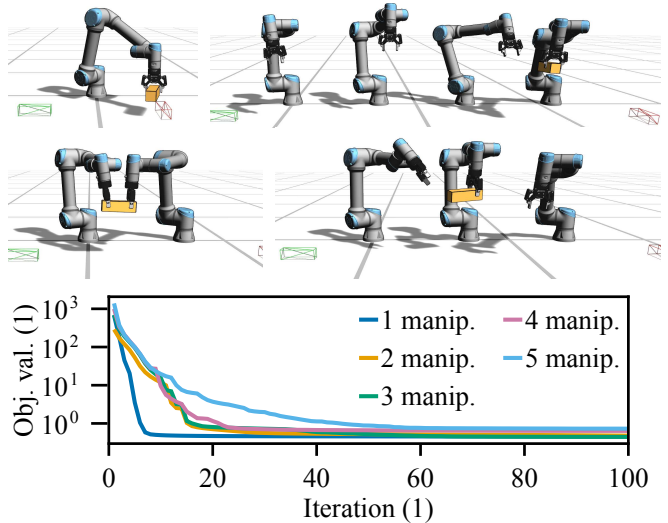 10³
10²
10¹
10⁰
Obj. val. (1)
1 manip.
2 manip.
3 manip.
4 manip.
5 manip.
0 20 40 60 80 100
Iteration (1)